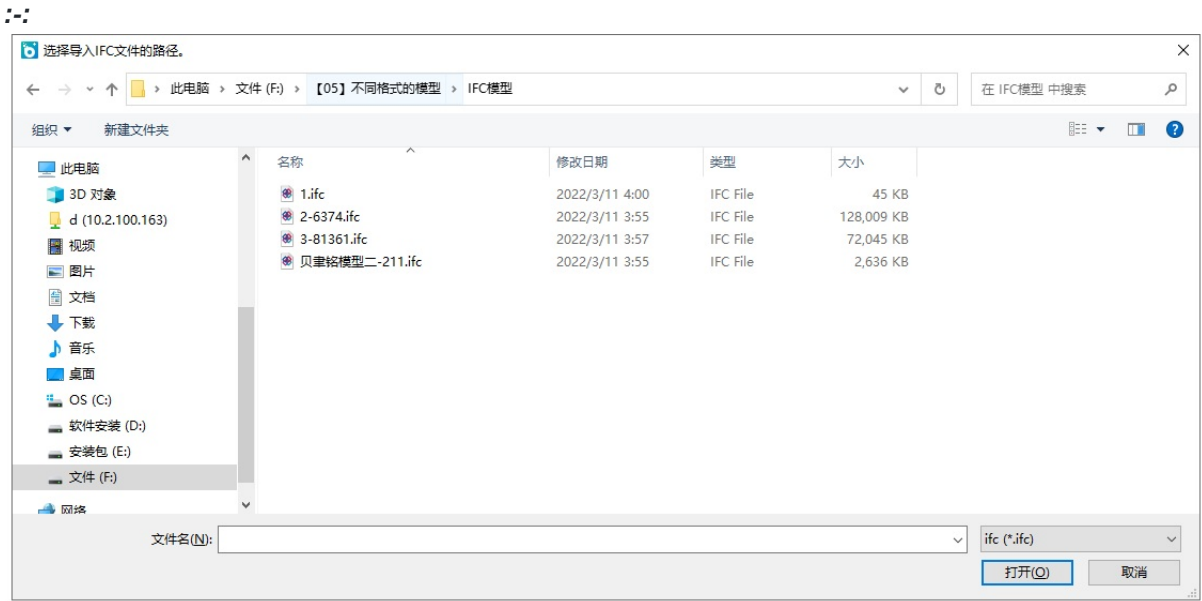 :-:
选择导入IFC文件的路径。
此电脑 › 文件 (F:) › 【05】不同格式的模型 › IFC模型
在 IFC模型 中搜索
组织 新建文件夹
名称 修改日期 类型 大小
1.ifc 2022/3/11 4:00 IFC File 45 KB
2-6374.ifc 2022/3/11 3:55 IFC File 128,009 KB
3-81361.ifc 2022/3/11 3:57 IFC File 72,045 KB
贝聿铭模型二-211.ifc 2022/3/11 3:55 IFC File 2,636 KB
此电脑
3D 对象
d (10.2.100.163)
视频
图片
文档
下载
音乐
桌面
OS (C:)
软件安装 (D:)
安装包 (E:)
文件 (F:)
网络
文件名(N):
ifc (*.ifc)
打开(O) 取消